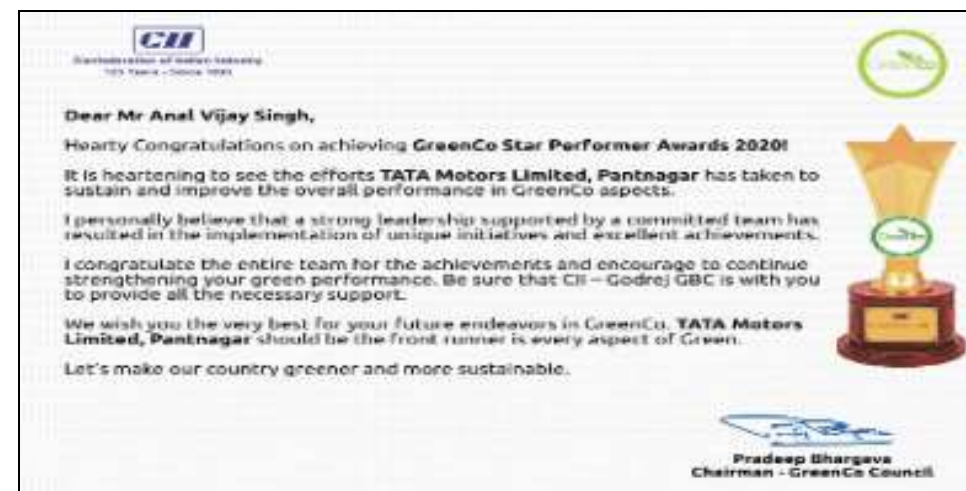 CII
Confederation of Indian Industry
125 Years - Since 1895
GreenCo
Dear Mr Anal Vijay Singh,
Hearty Congratulations on achieving GreenCo Star Performer Awards 2020!
It is heartening to see the efforts TATA Motors Limited, Pantnagar has taken to
sustain and improve the overall performance in GreenCo aspects.
I personally believe that a strong leadership supported by a committed team has
resulted in the implementation of unique initiatives and excellent achievements.
I congratulate the entire team for the achievements and encourage to continue
strengthening your green performance. Be sure that CII – Godrej GBC is with you
to provide all the necessary support.
We wish you the very best for your future endeavors in GreenCo. TATA Motors
Limited, Pantnagar should be the front runner is every aspect of Green.
Let's make our country greener and more sustainable.
Pradeep Bhargava
Chairman - GreenCo Council